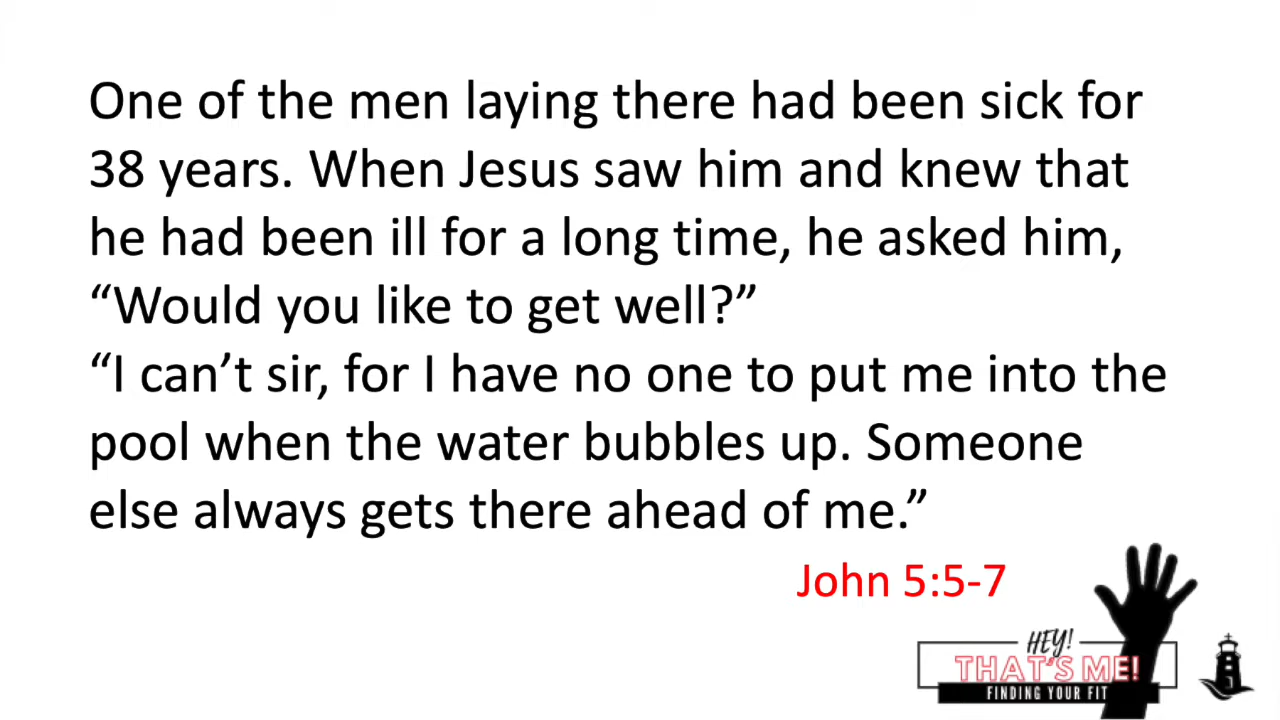 One of the men laying there had been sick for
38 years. When Jesus saw him and knew that
he had been ill for a long time, he asked him,
“Would you like to get well?”
“I can’t sir, for I have no one to put me into the
pool when the water bubbles up. Someone
else always gets there ahead of me.”
John 5:5-7
HEY!
THAT'S ME!
FINDING YOUR FIT